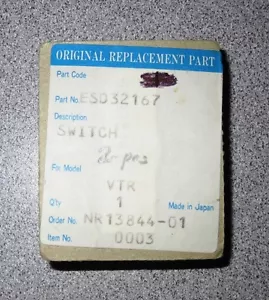 ORIGINAL REPLACEMENT PART
Part Code
Part No. ESD32167
Description.
SWITCH
2-pcs
For Model
VTR
Q'ty 1 Made in Japan
Order No. NR13844-01
Item No. 0003